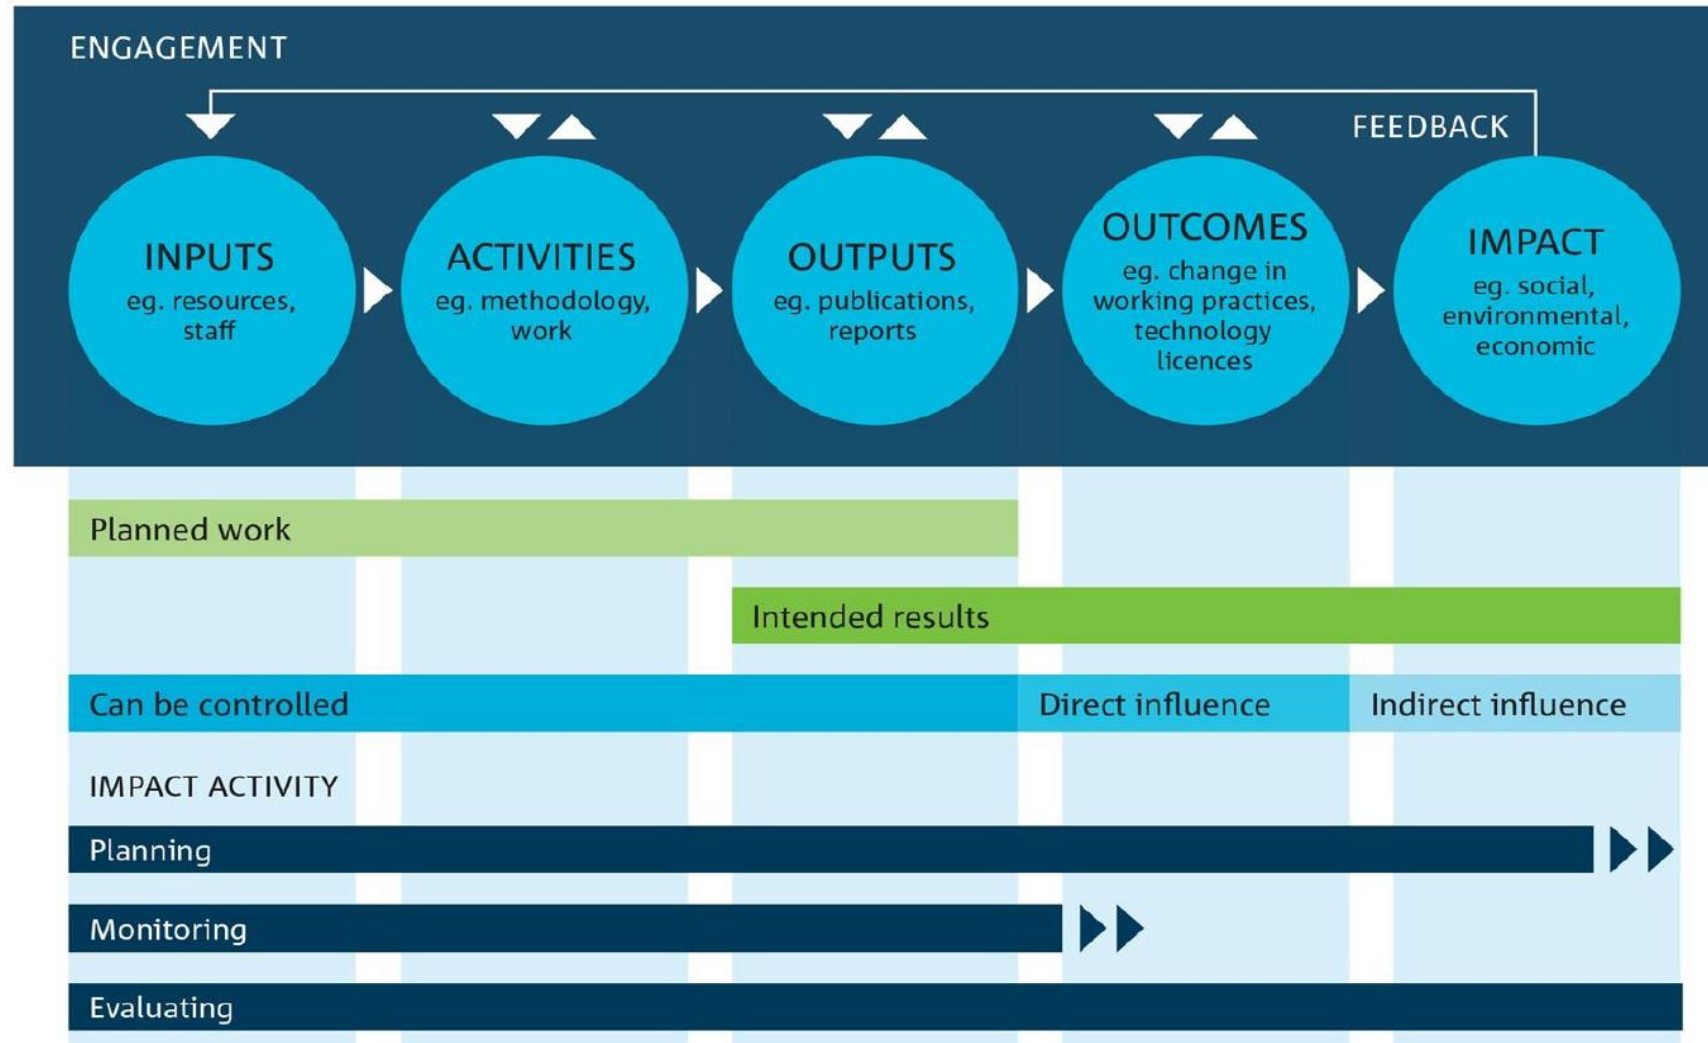 ENGAGEMENT
FEEDBACK
INPUTS
eg. resources,
staff
ACTIVITIES
eg. methodology,
work
OUTPUTS
eg. publications,
reports
OUTCOMES
eg. change in
working practices,
technology
licences
IMPACT
eg. social,
environmental,
economic
Planned work
Intended results
Can be controlled
Direct influence
Indirect influence
IMPACT ACTIVITY
Planning
Monitoring
Evaluating